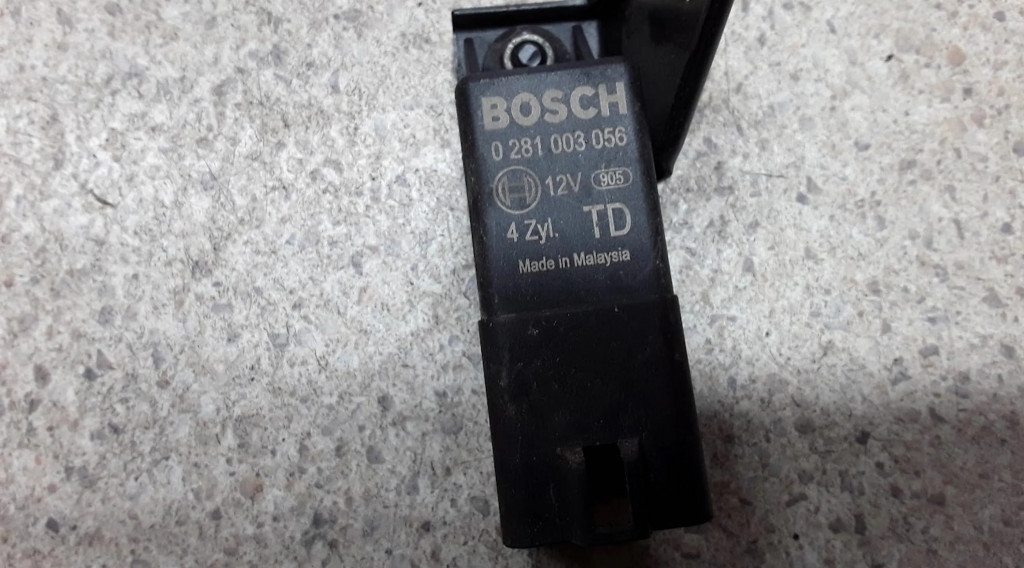 BOSCH
0 281 003 056
12V 905
4 Zyl. TD
Made in Malaysia